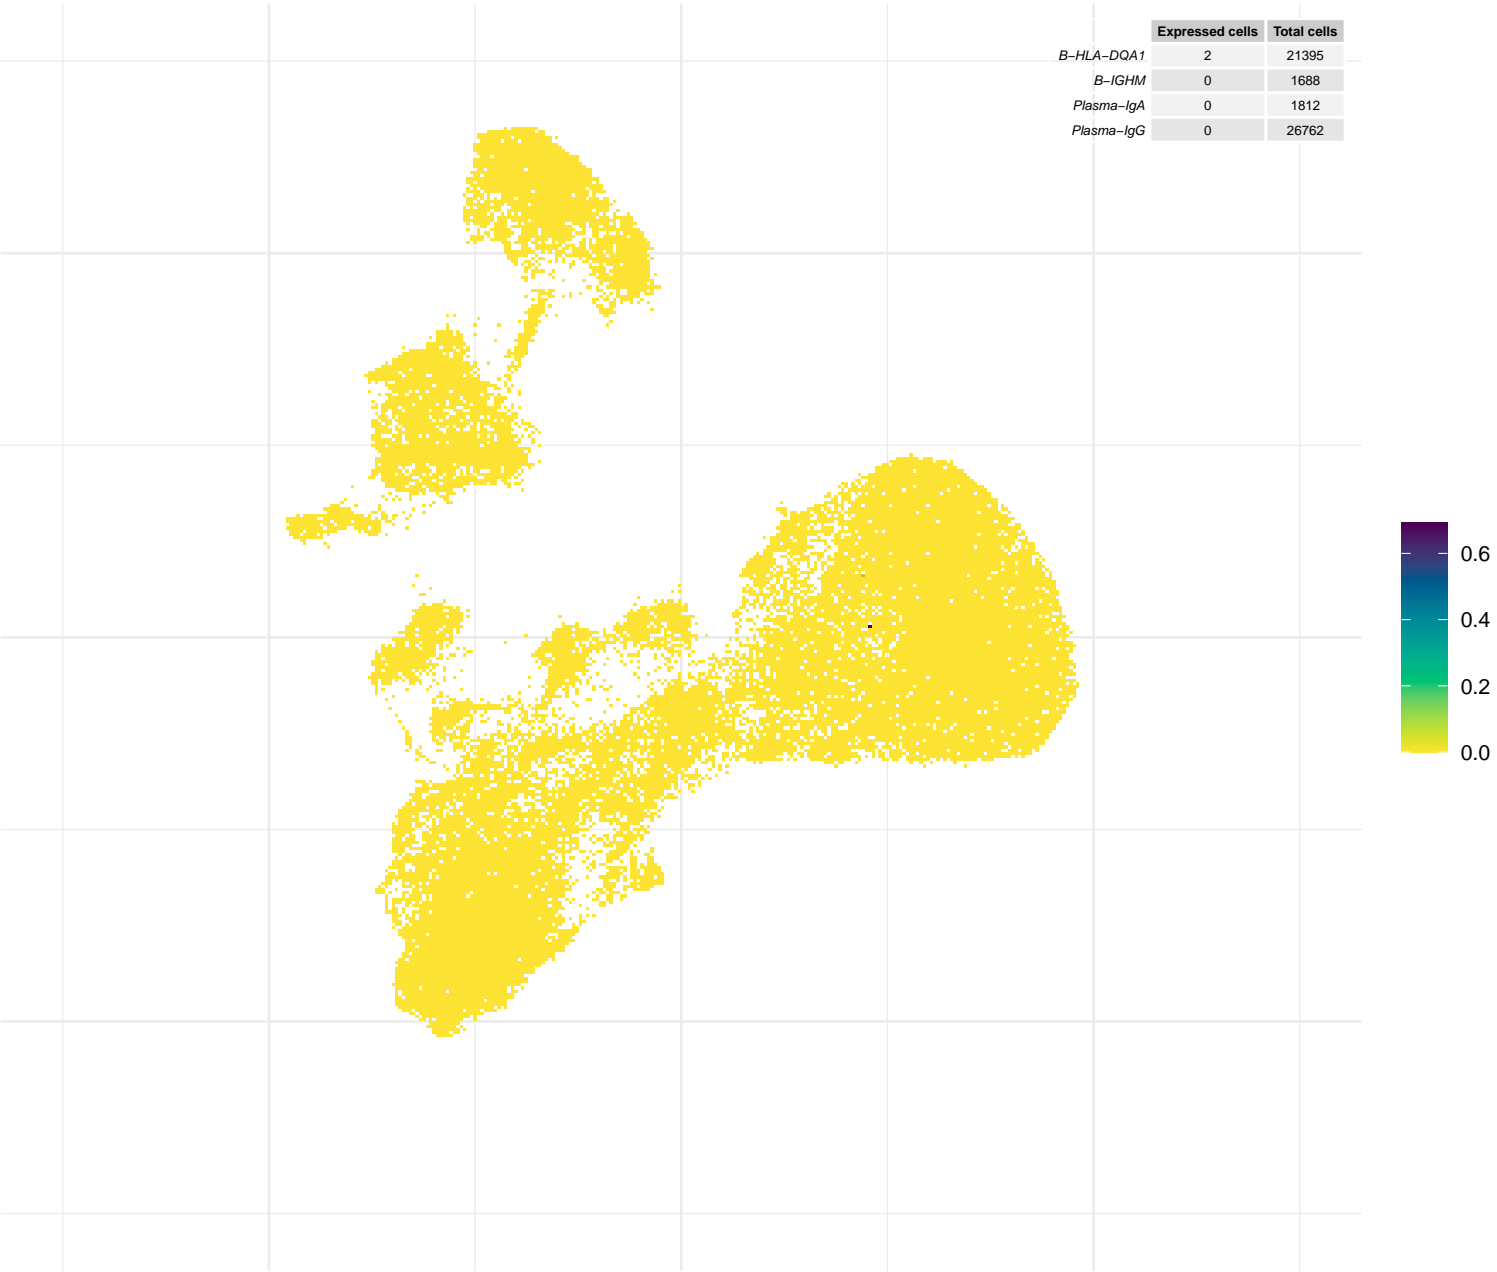 Expressed cells Total cells
B−HLA−DQA1 2 21395
B−IGHM 0 1688
Plasma−IgA 0 1812
Plasma−IgG 0 26762
0.6
0.4
0.2
0.0